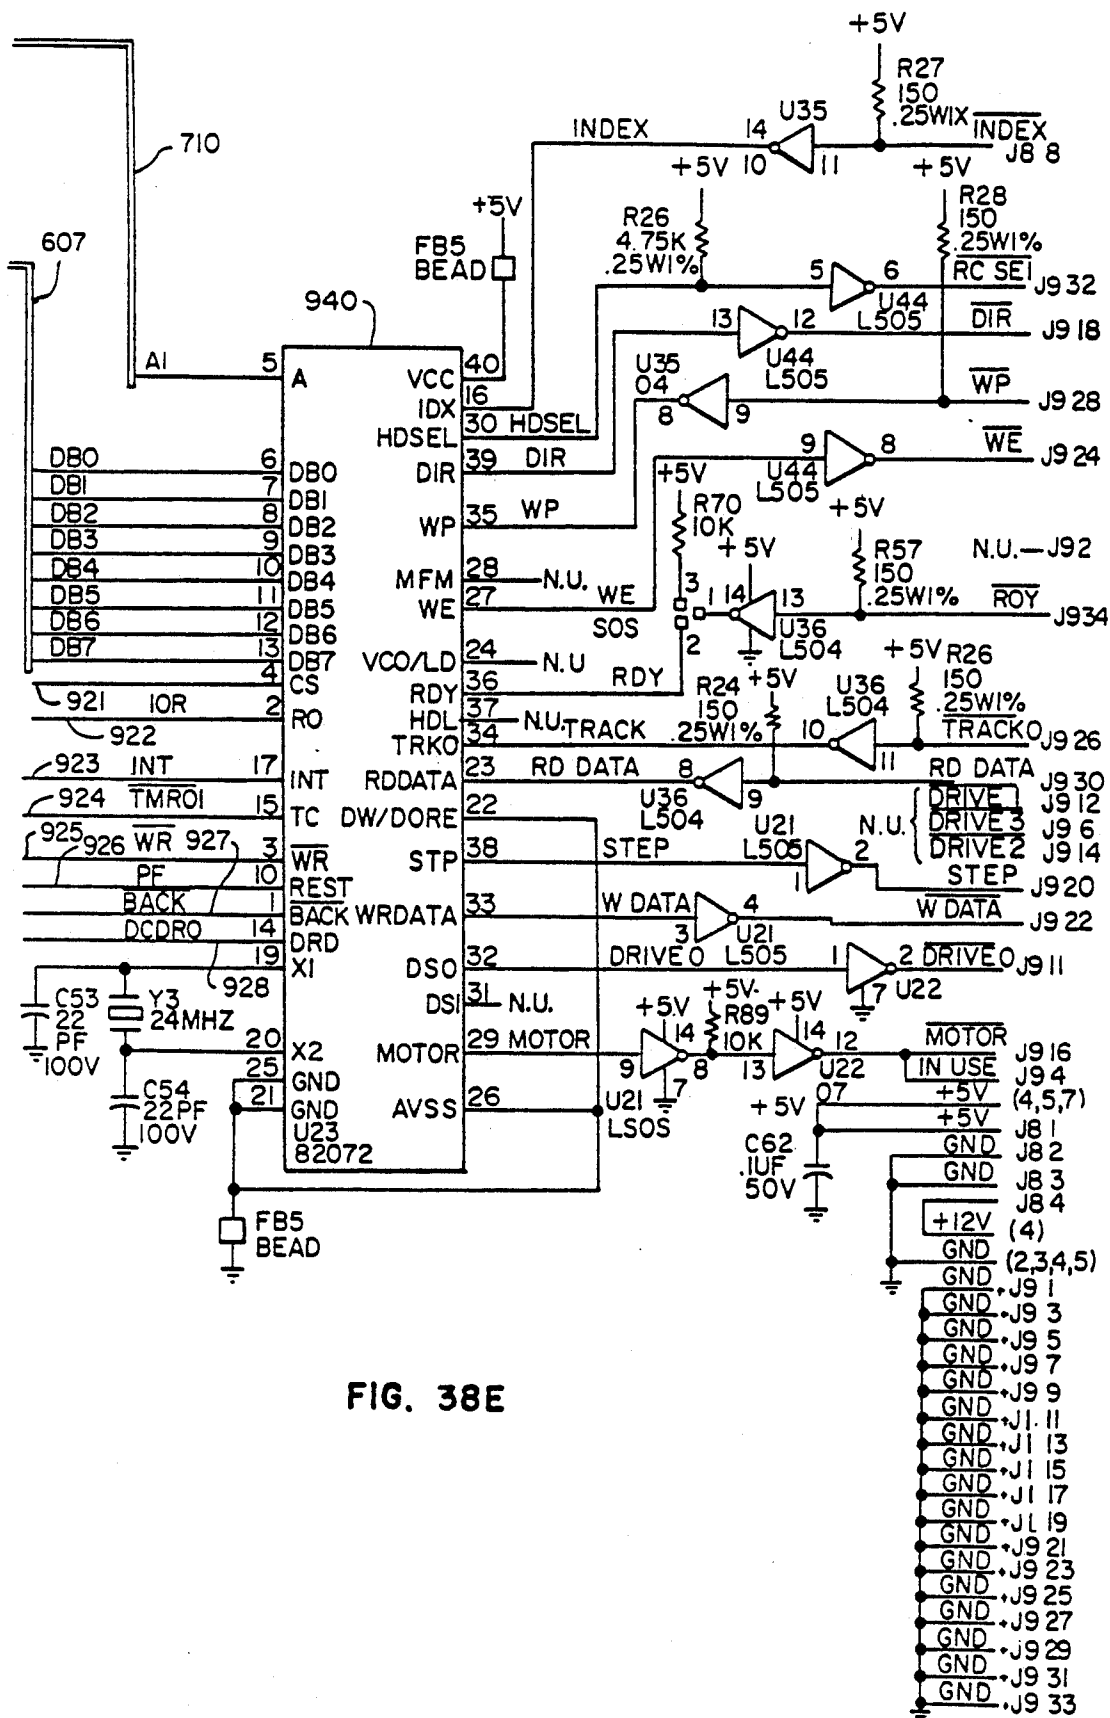 +5V
R27
150
.25W1X
U35
INDEX
14
10
11
INDEX
J8 8
710
+5V
R26
4.75K
.25W1%
+5V
R28
150
.25W1%
+5V
FB5
BEAD
607
5
6
U44
L505
RC SEI
J9 32
940
13
12
U44
L505
DIR
J9 18
A1
5
A
VCC
40
IDX
16
HDSEL
30
HDSEL
U35
04
8
9
WP
J9 28
DB0
6
DB0
DIR
39
DIR
9
8
U44
L505
WE
J9 24
DB1
7
DB1
DB2
8
DB2
WP
35
WP
+5V
R70
10K
+5V
DB3
9
DB3
+5V
R57
150
.25W1%
N.U.
J9 2
DB4
10
DB4
MFM
28
N.U.
DB5
11
DB5
WE
27
WE
SOS
3
1
2
14
13
U36
L504
ROY
J9 34
DB6
12
DB6
DB7
13
DB7
VCO/LD
24
N.U
4
CS
RDY
36
RDY
921
IOR
2
RO
922
HDL
37
N.U.
+5V
R24
150
.25W1%
U36
L504
+5V
R26
150
.25W1%
TRKO
34
TRACK
10
11
TRACKO
J9 26
923
INT
17
INT
RDDATA
23
RD DATA
8
9
U36
L504
RD DATA
J9 30
924
TMRO1
15
TC
DW/DORE
22
N.U.
DRIVE 1
J9 12
DRIVE3
J9 6
DRIVE2
J9 14
925
926
WR
927
3
WR
STP
38
STEP
U21
L505
1
2
STEP
J9 20
PF
10
REST
BACK
1
BACK
WRDATA
33
W DATA
3
4
U21
L505
W DATA
J9 22
DCDRO
14
DRD
928
19
X1
DSO
32
DRIVE 0
1
2
7
U22
DRIVE 0
J9 11
DSI
31
N.U.
C53
22
PF
100V
Y3
24MHZ
20
X2
MOTOR
29
MOTOR
+5V
14
9
8
7
U21
LSOS
+5V
R89
10K
+5V
14
13
12
U22
07
MOTOR
J9 16
IN USE
J9 4
25
GND
21
GND
AVSS
26
C54
22PF
100V
U23
82072
+5V
+5V
(4,5,7)
+5V
J8 1
C62
.1UF
50V
GND
J8 2
GND
J8 3
J8 4
+12V
(4)
GND
(2,3,4,5)
FB5
BEAD
GND
J9 1
GND
J9 3
GND
J9 5
GND
J9 7
GND
J9 9
GND
J1 11
GND
J1 13
GND
J1 15
GND
J1 17
GND
J1 19
GND
J9 21
GND
J9 23
GND
J9 25
GND
J9 27
GND
J9 29
GND
J9 31
GND
J9 33
FIG. 38E